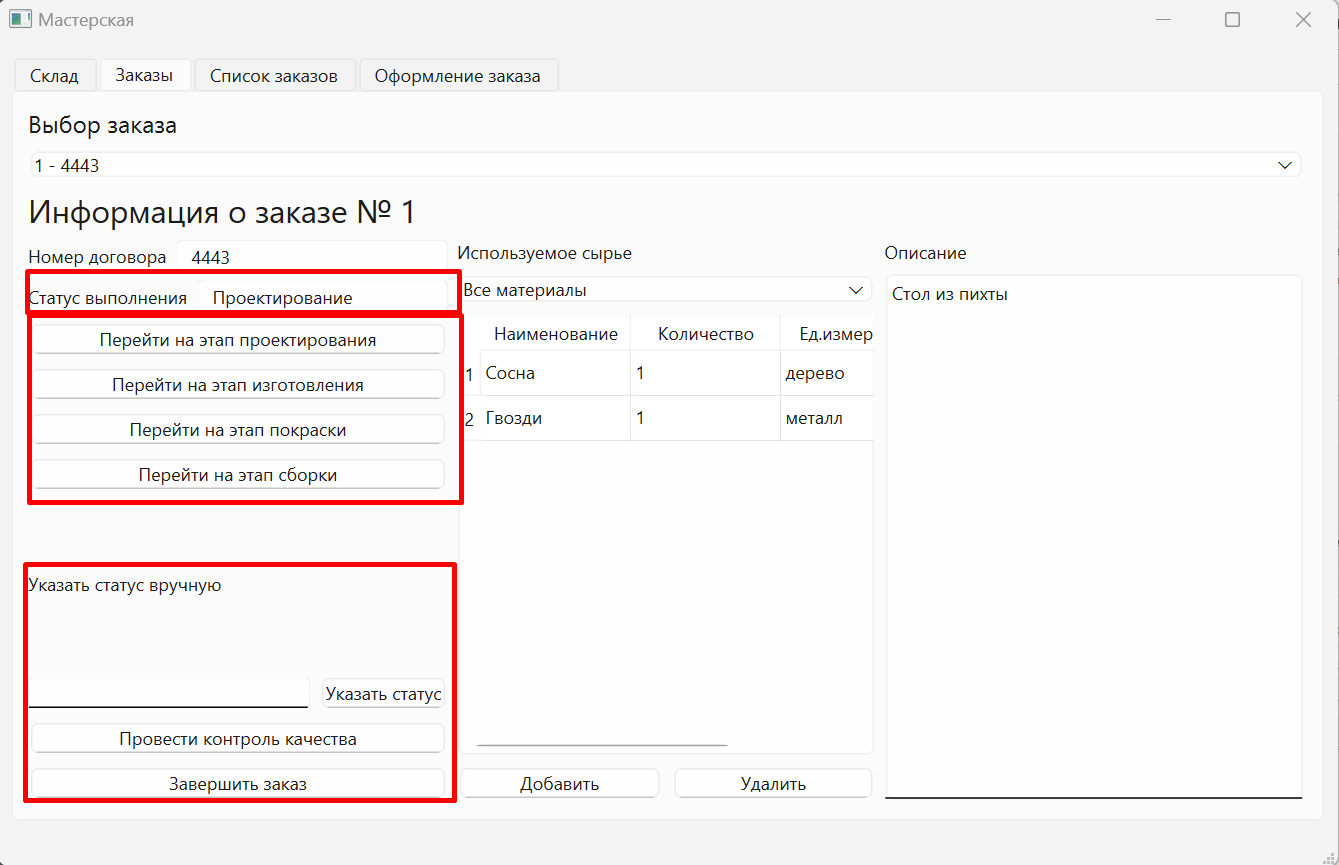 Мастерская
Склад
Заказы
Список заказов
Оформление заказа
Выбор заказа
1 - 4443
Информация о заказе № 1
Номер договора
4443
Статус выполнения
Проектирование
Перейти на этап проектирования
Перейти на этап изготовления
Перейти на этап покраски
Перейти на этап сборки
Указать статус вручную
Указать статус
Провести контроль качества
Завершить заказ
Используемое сырье
Все материалы
Наименование Количество Ед.измер
1 Сосна 1 дерево
2 Гвозди 1 металл
Добавить
Удалить
Описание
Стол из пихты